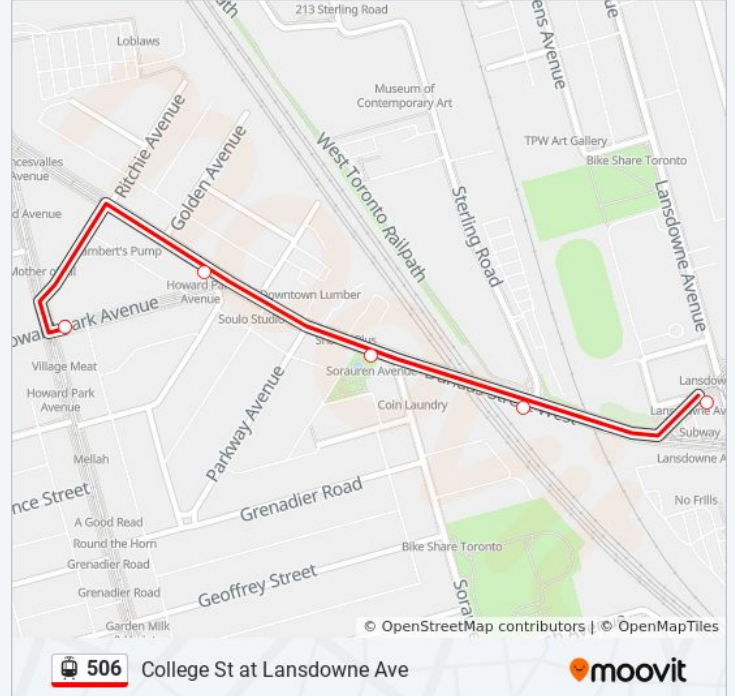 213 Sterling Road
Loblaws
Museum of
Contemporary Art
Avenue
Ritchie Avenue
Golden Avenue
West Toronto Railpath
TPW Art Gallery
Bike Share Toronto
Avenue
Sterling Road
Lansdowne Avenue
Howard
Avenue
Downtown Lumber
Park Avenue
Soulo Studio
Sorauren Avenue
Village Meat
Howard Park
Avenue
Parkway Avenue
Coin Laundry
West
Subway
Mellah
Street
Grenadier Road
No Frills
A Good Read
Round the Horn
Grenadier Road
Bike Share Toronto
Geoffrey Street
Grenadier Road
Garden Milk
© OpenStreetMap contributors | © OpenMapTiles
506 College St at Lansdowne Ave
moovit